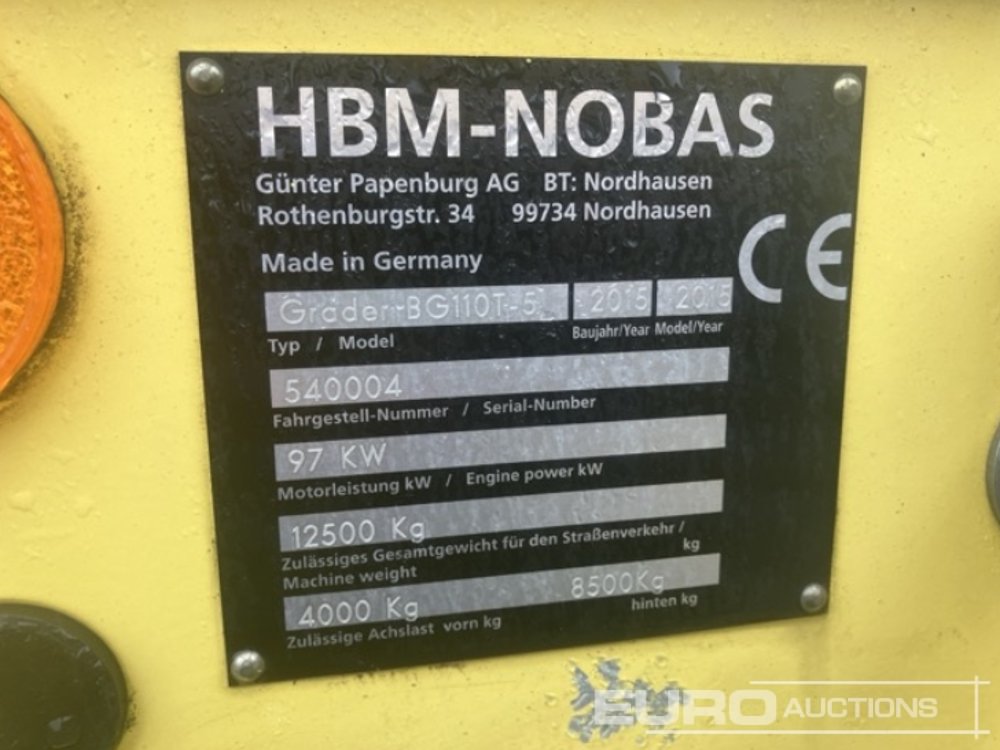 HBM-NOBAS
Günter Papenburg AG BT: Nordhausen
Rothenburgstr. 34 99734 Nordhausen
Made in Germany
CE
Gräder-BG110T-5 2015 2015
Typ / Model Baujahr/Year Model/Year
540004
Fahrgestell-Nummer / Serial-Number
97 KW
Motorleistung kW / Engine power kW
12500 Kg
Zulässiges Gesamtgewicht für den Straßenverkehr / kg
Machine weight
4000 Kg 8500Kg
Zulässige Achslast vorn kg hinten kg
EURO AUCTIONS